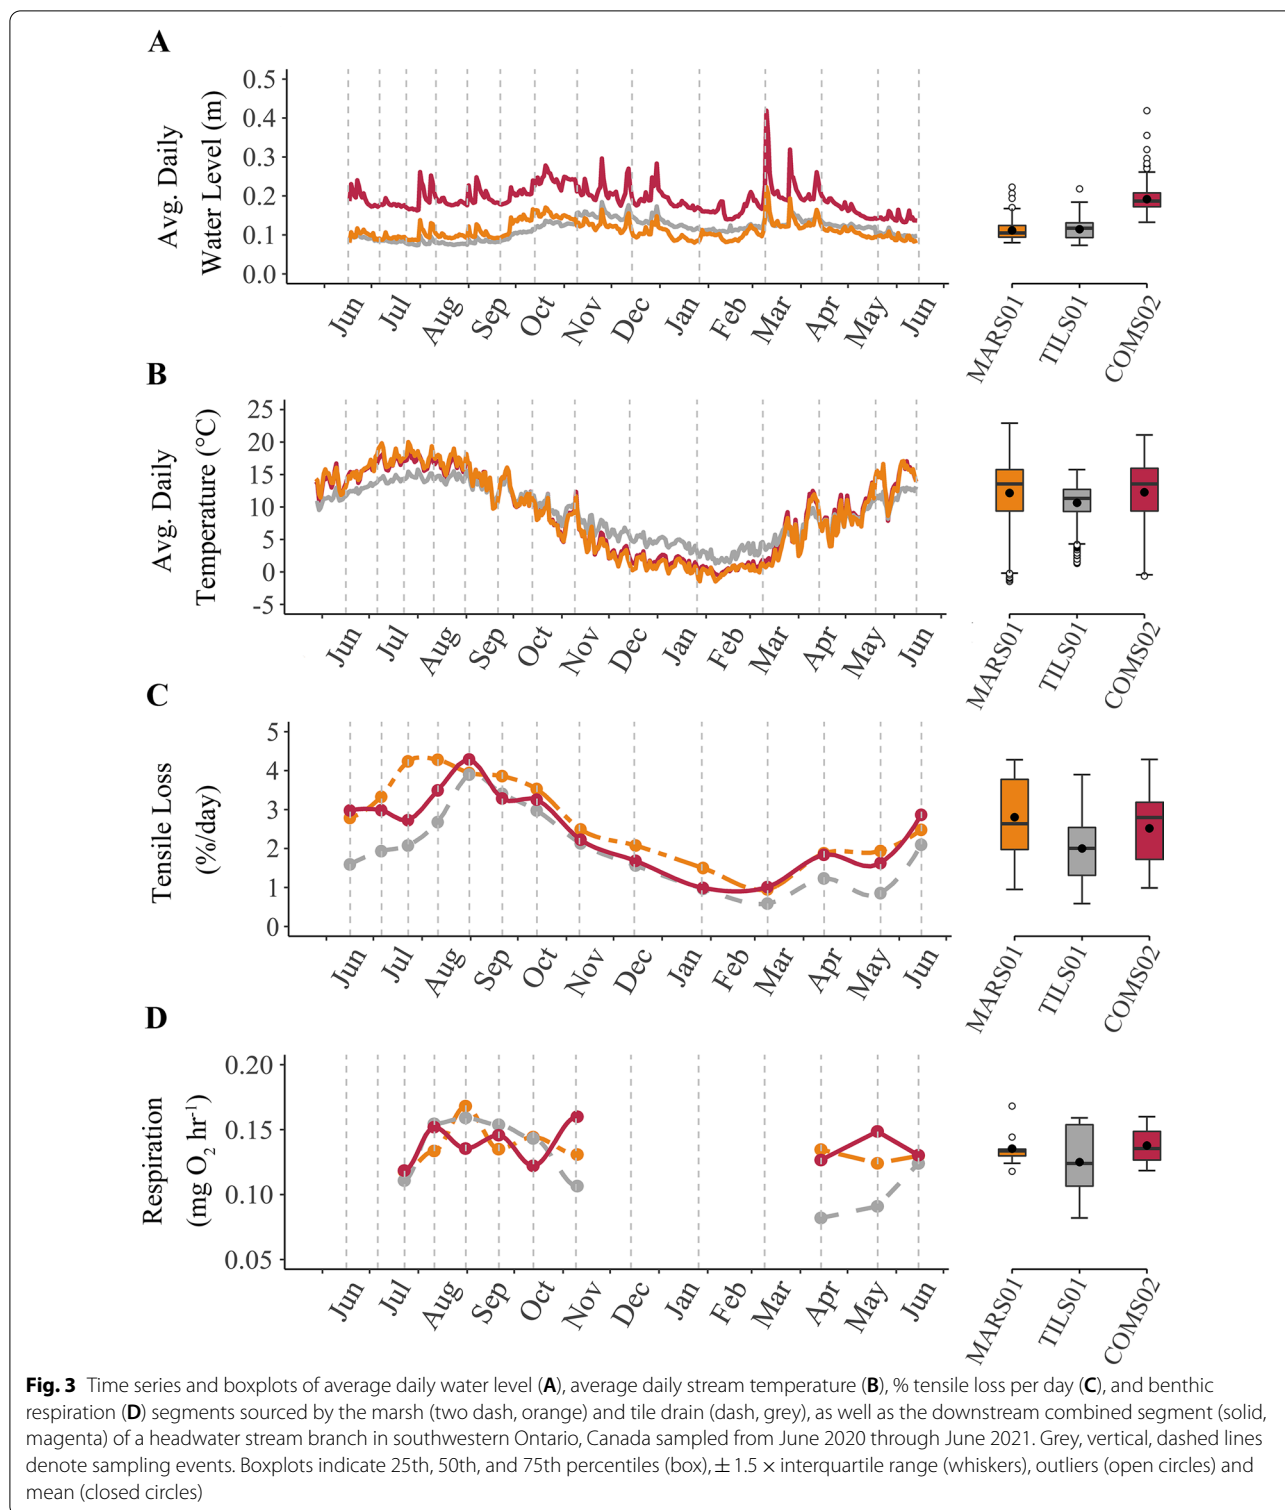 A
Avg. Daily
Water Level (m)
0.5
0.4
0.3
0.2
0.1
0.0
Jun Jul Aug Sep Oct Nov Dec Jan Feb Mar Apr May Jun
MARS01 TILS01 COMS02
B
Avg. Daily
Temperature (°C)
25
20
15
10
5
0
-5
Jun Jul Aug Sep Oct Nov Dec Jan Feb Mar Apr May Jun
MARS01 TILS01 COMS02
C
Tensile Loss
(%/day)
5
4
3
2
1
0
Jun Jul Aug Sep Oct Nov Dec Jan Feb Mar Apr May Jun
MARS01 TILS01 COMS02
D
Respiration
(mg O2 hr-1)
0.20
0.15
0.10
0.05
Jun Jul Aug Sep Oct Nov Dec Jan Feb Mar Apr May Jun
MARS01 TILS01 COMS02
Fig. 3 Time series and boxplots of average daily water level (A), average daily stream temperature (B), % tensile loss per day (C), and benthic
respiration (D) segments sourced by the marsh (two dash, orange) and tile drain (dash, grey), as well as the downstream combined segment (solid,
magenta) of a headwater stream branch in southwestern Ontario, Canada sampled from June 2020 through June 2021. Grey, vertical, dashed lines
denote sampling events. Boxplots indicate 25th, 50th, and 75th percentiles (box), ± 1.5 × interquartile range (whiskers), outliers (open circles) and
mean (closed circles)